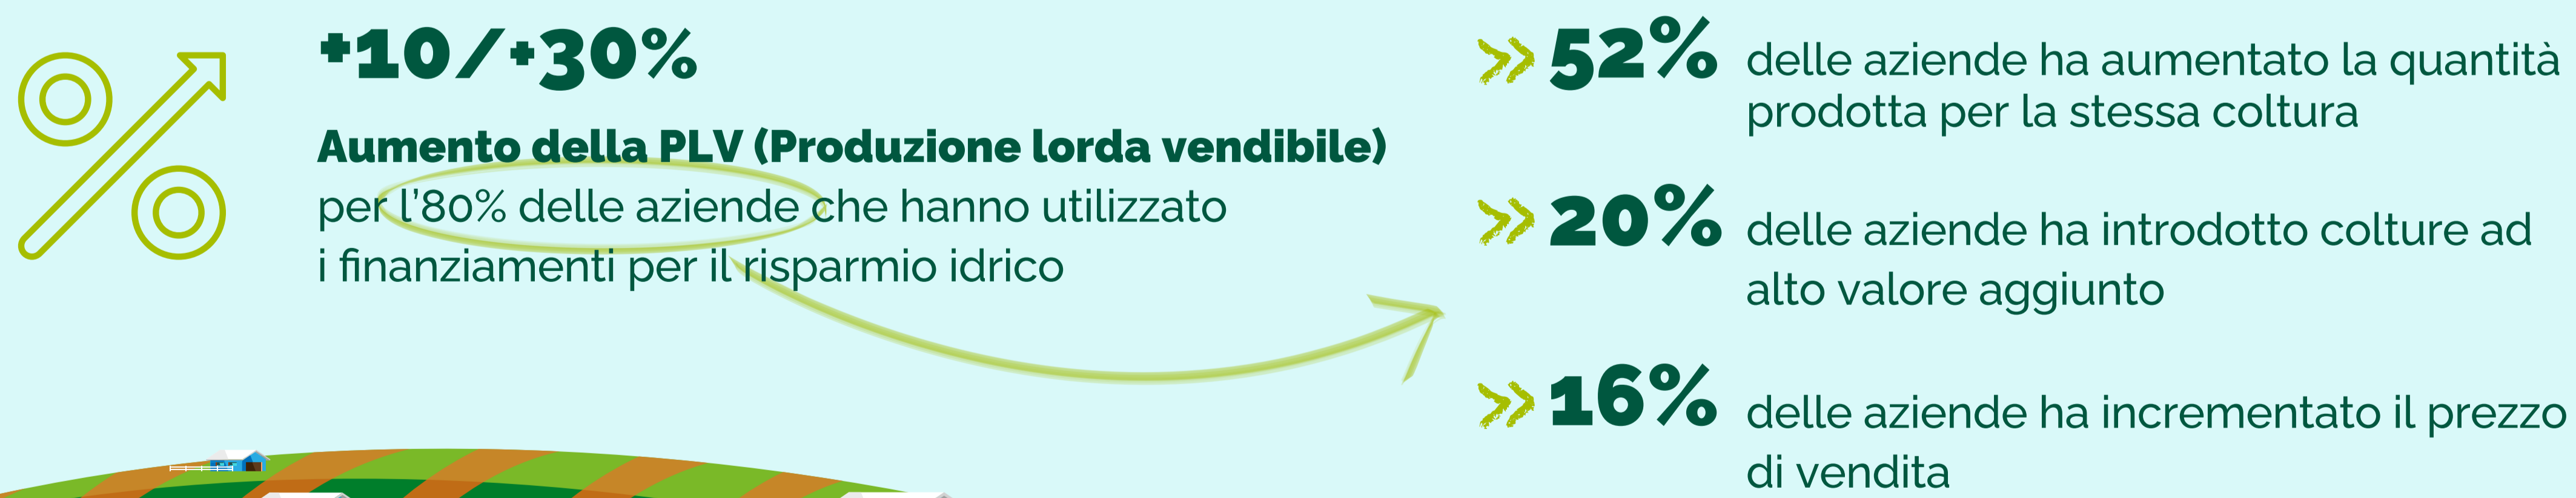 +10/+30%
Aumento della PLV (Produzione lorda vendibile)
per l'80% delle aziende che hanno utilizzato
i finanziamenti per il risparmio idrico
52% delle aziende ha aumentato la quantità
prodotta per la stessa coltura
20% delle aziende ha introdotto colture ad
alto valore aggiunto
16% delle aziende ha incrementato il prezzo
di vendita